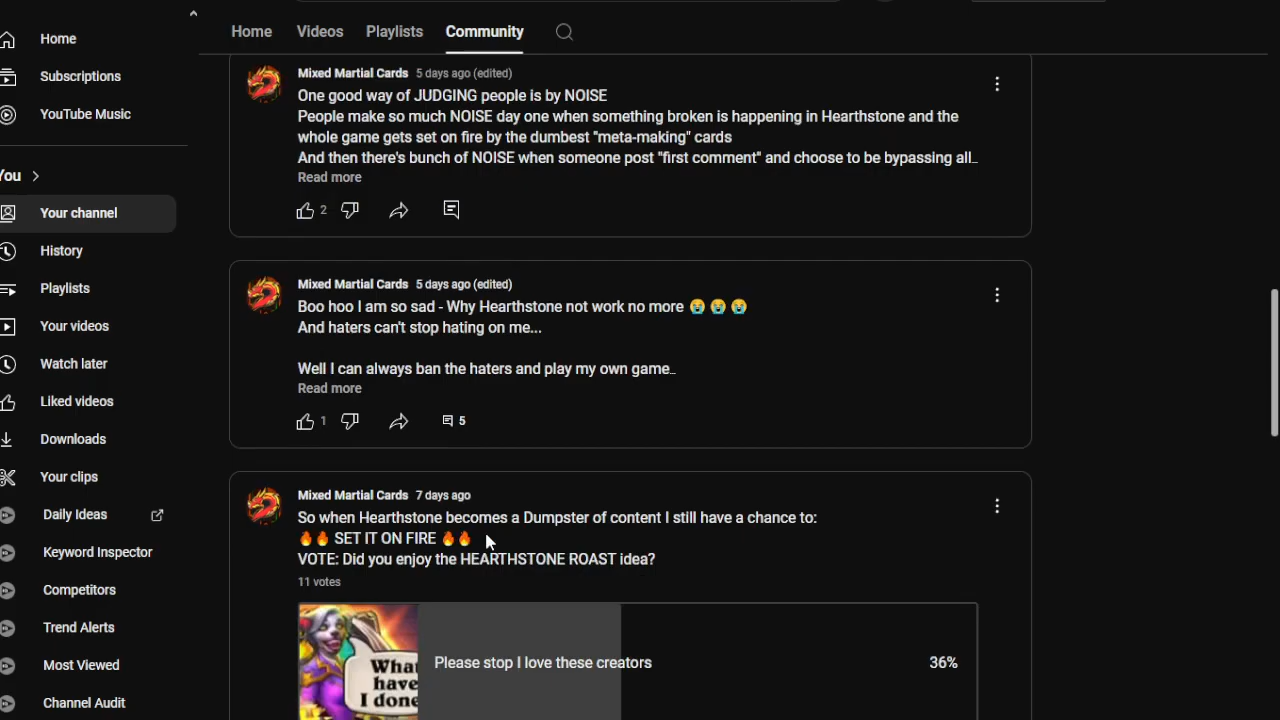 Home
Subscriptions
YouTube Music
You
Your channel
History
Playlists
Your videos
Watch later
Liked videos
Downloads
Your clips
Daily Ideas
Keyword Inspector
Competitors
Trend Alerts
Most Viewed
Channel Audit
Home Videos Playlists Community
Mixed Martial Cards 5 days ago (edited)
One good way of JUDGING people is by NOISE
People make so much NOISE day one when something broken is happening in Hearthstone and the
whole game gets set on fire by the dumbest "meta-making" cards
And then there's bunch of NOISE when someone post "first comment" and choose to be bypassing all...
Read more
2
Mixed Martial Cards 5 days ago (edited)
Boo hoo I am so sad - Why Hearthstone not work no more 😭 😭 😭
And haters can't stop hating on me...
Well I can always ban the haters and play my own game...
Read more
1 5
Mixed Martial Cards 7 days ago
So when Hearthstone becomes a Dumpster of content I still have a chance to:
🔥🔥 SET IT ON FIRE 🔥🔥
VOTE: Did you enjoy the HEARTHSTONE ROAST idea?
11 votes
What
have
I done
Please stop I love these creators 36%